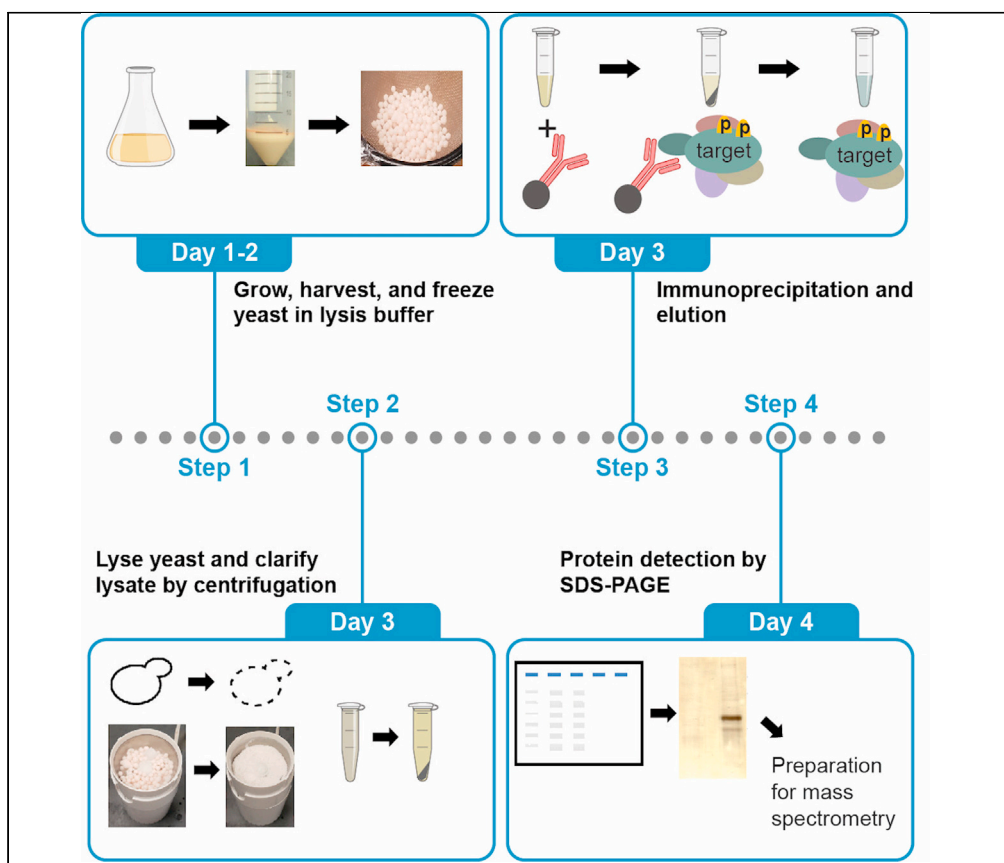 p p
target
p p
target
+
Day 1-2
Day 3
Grow, harvest, and freeze
yeast in lysis buffer
Immunoprecipitation and
elution
Step 2
Step 4
Step 1
Step 3
Lyse yeast and clarify
lysate by centrifugation
Protein detection by
SDS-PAGE
Day 3
Day 4
Preparation
for mass
spectrometry